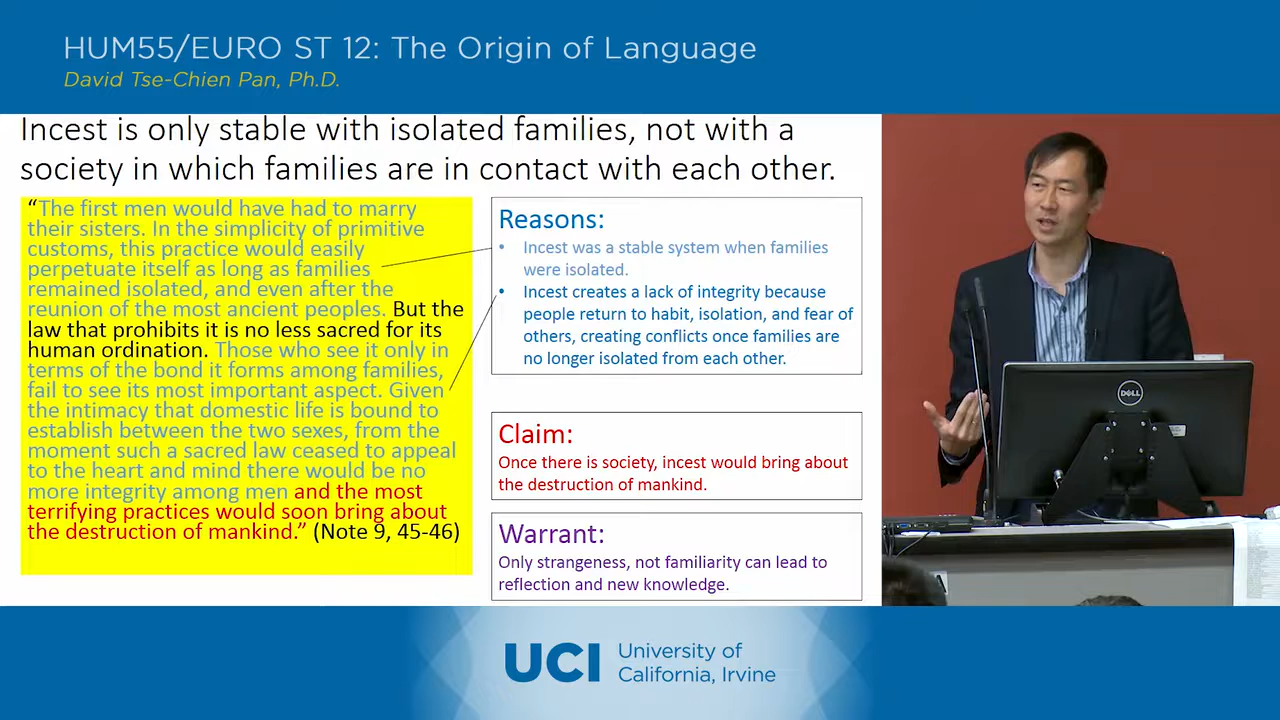 HUM55/EURO ST 12: The Origin of Language
David Tse-Chien Pan, Ph.D.
Incest is only stable with isolated families, not with a
society in which families are in contact with each other.
“The first men would have had to marry
their sisters. In the simplicity of primitive
customs, this practice would easily
perpetuate itself as long as families
remained isolated, and even after the
reunion of the most ancient peoples. But the
law that prohibits it is no less sacred for its
human ordination. Those who see it only in
terms of the bond it forms among families,
fail to see its most important aspect. Given
the intimacy that domestic life is bound to
establish between the two sexes, from the
moment such a sacred law ceased to appeal
to the heart and mind there would be no
more integrity among men and the most
terrifying practices would soon bring about
the destruction of mankind.” (Note 9, 45-46)
Reasons:
• Incest was a stable system when families
were isolated.
• Incest creates a lack of integrity because
people return to habit, isolation, and fear of
others, creating conflicts once families are
no longer isolated from each other.
Claim:
Once there is society, incest would bring about
the destruction of mankind.
Warrant:
Only strangeness, not familiarity can lead to
reflection and new knowledge.
DELL
UCI University of
California, Irvine